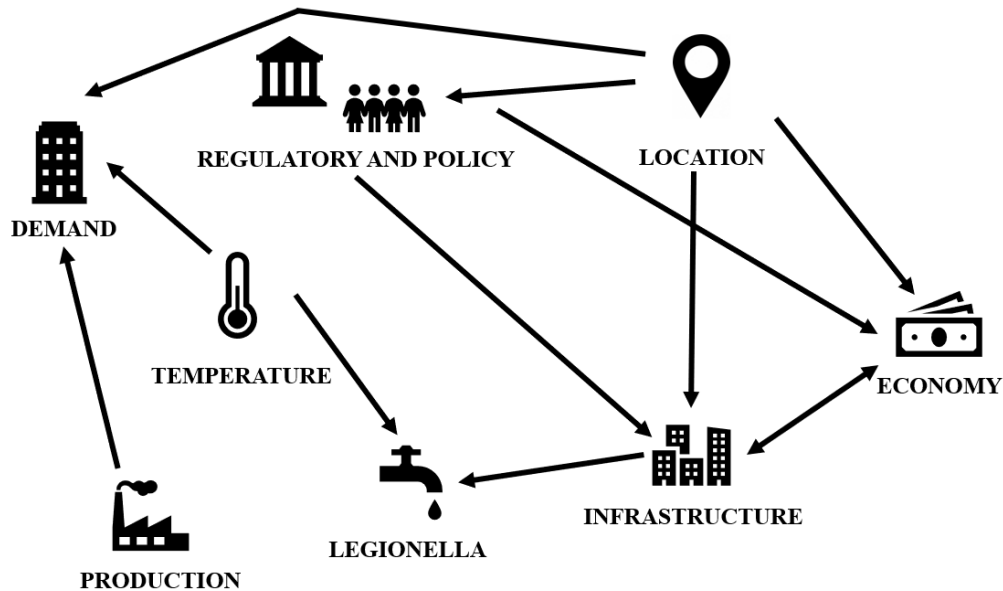 REGULATORY AND POLICY
LOCATION
DEMAND
TEMPERATURE
ECONOMY
INFRASTRUCTURE
LEGIONELLA
PRODUCTION